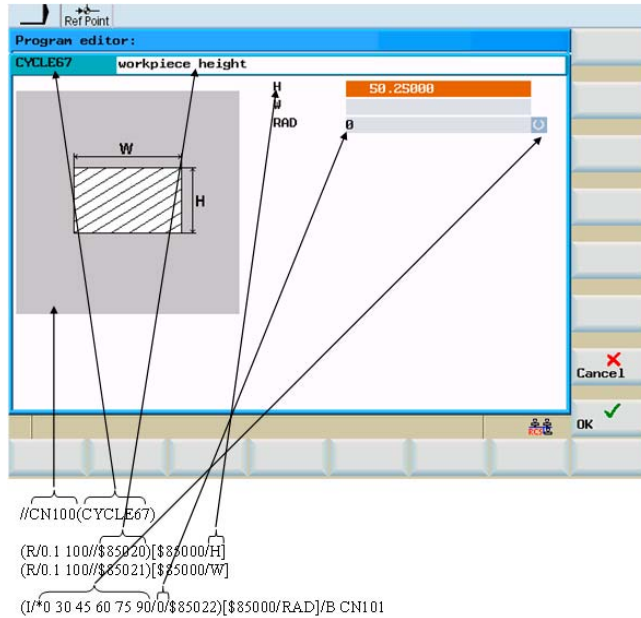 Ref Point
Program editor:
CYCLE67 workpiece height
H 50.25000
W
RAD 0
W
H
Cancel
RCS
OK
//CN100(CYCLE67)
(R/0.1 100//$85020)[$85000/H]
(R/0.1 100//$85021)[$85000/W]
(I/*0 30 45 60 75 90/0/$85022)[$85000/RAD]/B CN101